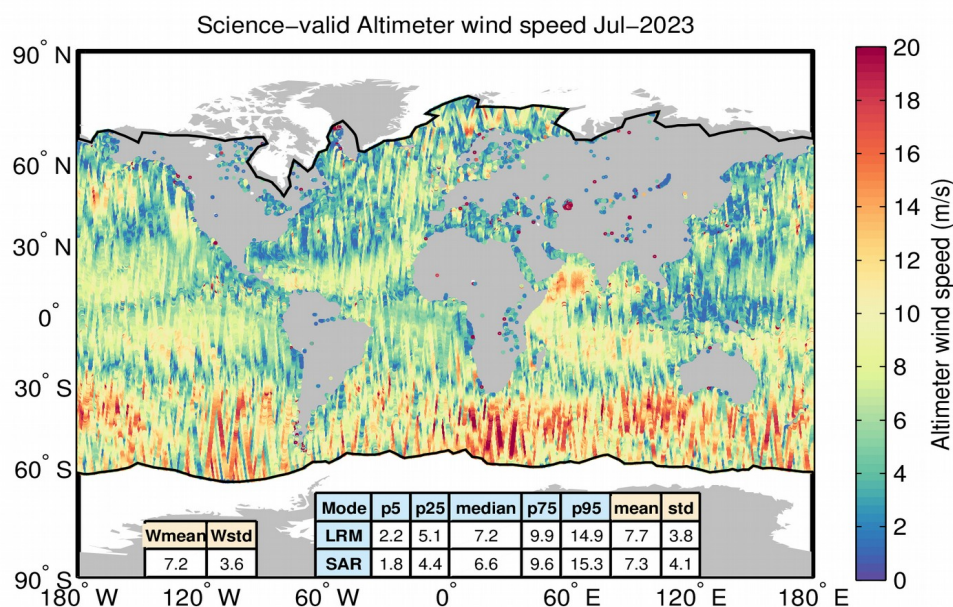 Science−valid Altimeter wind speed Jul−2023
90° N
60° N
30° N
0°
30° S
60° S
90° S
180° W 120° W 60° W 0° 60° E 120° E 180° E
Wmean Wstd
7.2 3.6
Mode p5 p25 median p75 p95 mean std
LRM 2.2 5.1 7.2 9.9 14.9 7.7 3.8
SAR 1.8 4.4 6.6 9.6 15.3 7.3 4.1
20
18
16
14
12
10
8
6
4
2
0
Altimeter wind speed (m/s)